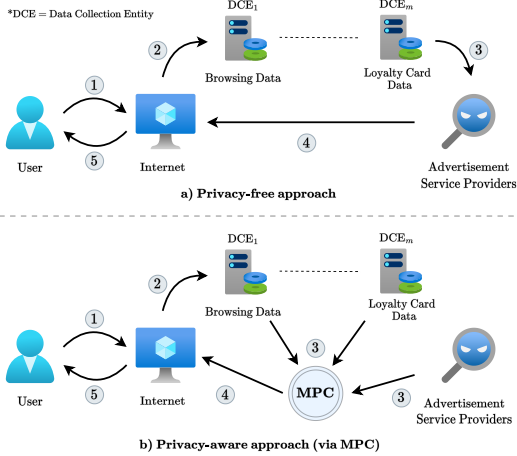 *DCE = Data Collection Entity
DCE₁
DCEₘ
2
3
Browsing Data
Loyalty Card
Data
1
5
4
User
Internet
Advertisement
Service Providers
a) Privacy-free approach
DCE₁
DCEₘ
2
Browsing Data
Loyalty Card
Data
1
3
5
4
MPC
3
User
Internet
Advertisement
Service Providers
b) Privacy-aware approach (via MPC)